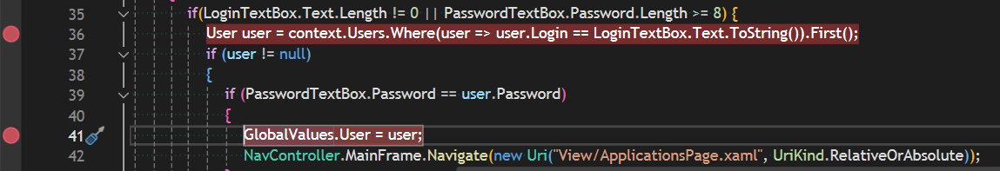 35 if(LoginTextBox.Text.Length != 0 || PasswordTextBox.Password.Length >= 8) {
36 User user = context.Users.Where(user => user.Login == LoginTextBox.Text.ToString()).First();
37 if (user != null)
38 {
39 if (PasswordTextBox.Password == user.Password)
40 {
41 GlobalValues.User = user;
42 NavController.MainFrame.Navigate(new Uri("View/ApplicationsPage.xaml", UriKind.RelativeOrAbsolute));